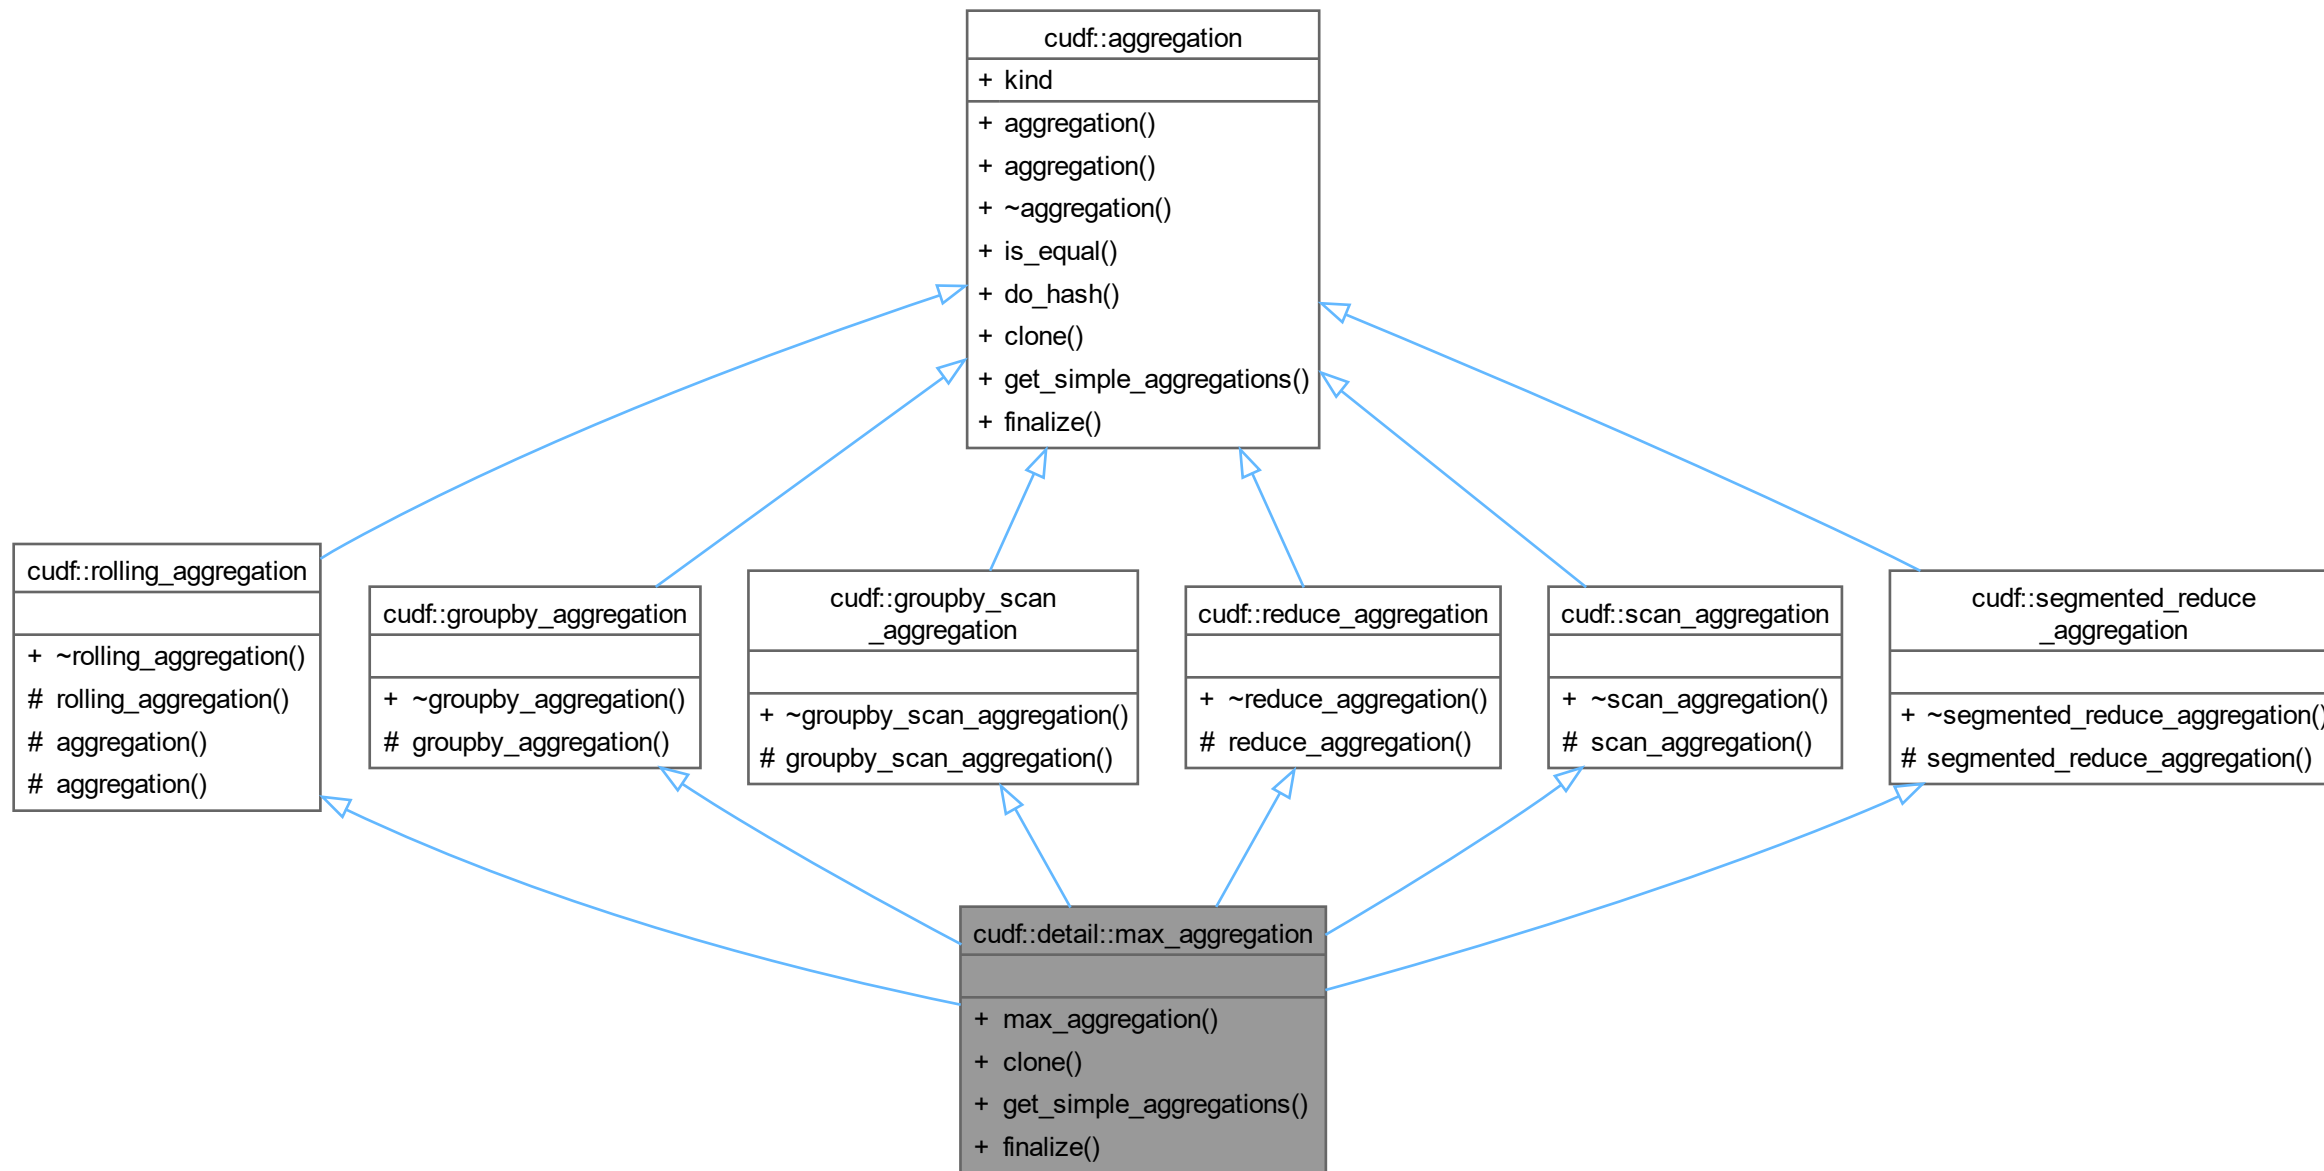 cudf::aggregation
+ kind
+ aggregation()
+ aggregation()
+ ~aggregation()
+ is_equal()
+ do_hash()
+ clone()
+ get_simple_aggregations()
+ finalize()
cudf::rolling_aggregation
+ ~rolling_aggregation()
# rolling_aggregation()
# aggregation()
# aggregation()
cudf::groupby_aggregation
+ ~groupby_aggregation()
# groupby_aggregation()
cudf::groupby_scan
_aggregation
+ ~groupby_scan_aggregation()
# groupby_scan_aggregation()
cudf::reduce_aggregation
+ ~reduce_aggregation()
# reduce_aggregation()
cudf::scan_aggregation
+ ~scan_aggregation()
# scan_aggregation()
cudf::segmented_reduce
_aggregation
+ ~segmented_reduce_aggregation()
# segmented_reduce_aggregation()
cudf::detail::max_aggregation
+ max_aggregation()
+ clone()
+ get_simple_aggregations()
+ finalize()